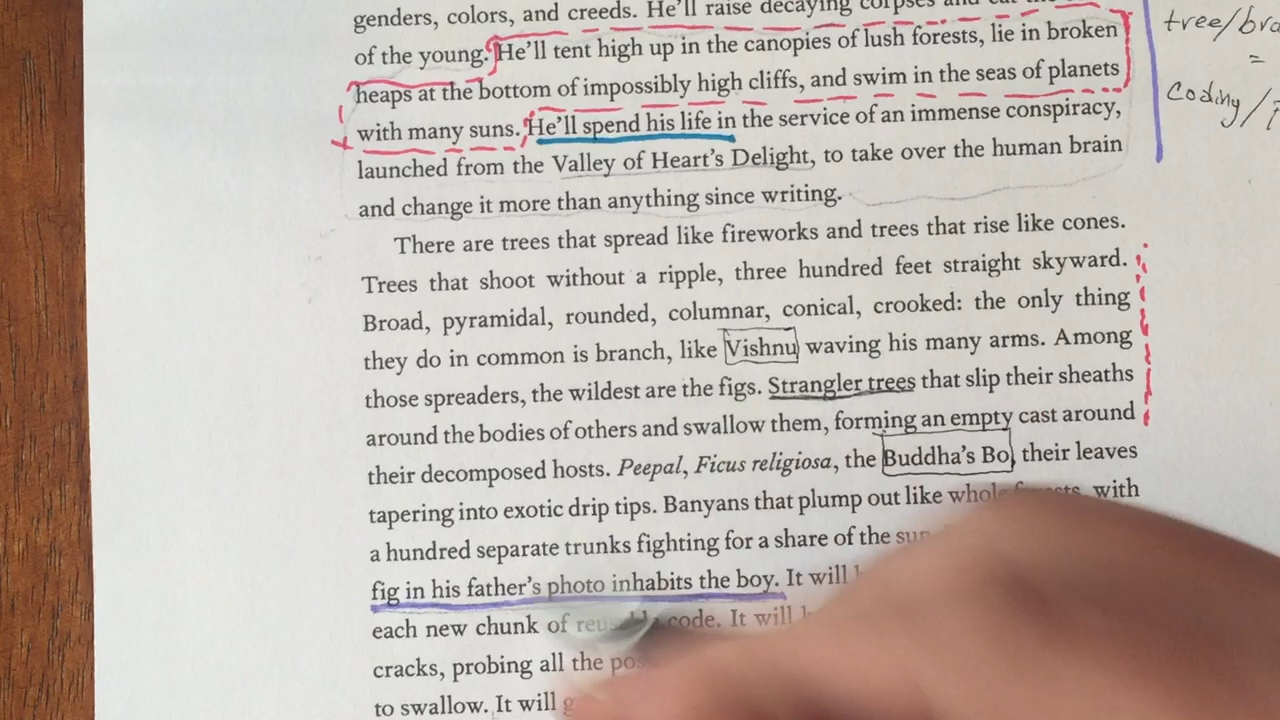 genders, colors, and creeds. He'll raise decaying corpses and
of the young. He'll tent high up in the canopies of lush forests, lie in broken
heaps at the bottom of impossibly high cliffs, and swim in the seas of planets
with many suns. He'll spend his life in the service of an immense conspiracy,
launched from the Valley of Heart's Delight, to take over the human brain
and change it more than anything since writing.
There are trees that spread like fireworks and trees that rise like cones.
Trees that shoot without a ripple, three hundred feet straight skyward.
Broad, pyramidal, rounded, columnar, conical, crooked: the only thing
they do in common is branch, like Vishnu waving his many arms. Among
those spreaders, the wildest are the figs. Strangler trees that slip their sheaths
around the bodies of others and swallow them, forming an empty cast around
their decomposed hosts. Peepal, Ficus religiosa, the Buddha's Bo, their leaves
tapering into exotic drip tips. Banyans that plump out like whole with
a hundred separate trunks fighting for a share of the
fig in his father's photo inhabits the boy. It will
each new chunk of code. It will
cracks, probing all the
to swallow. It will
tree/
=
coding/